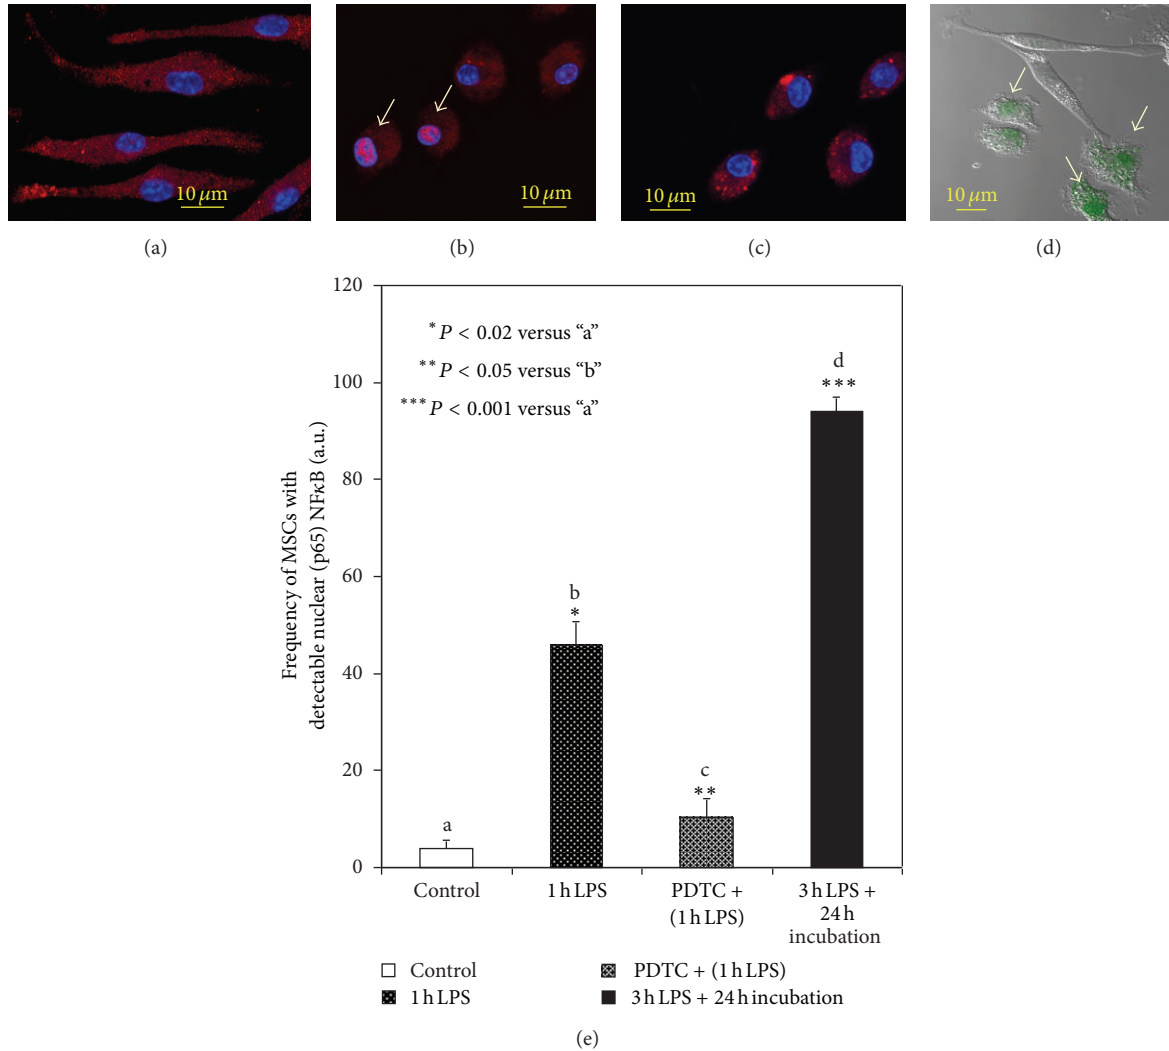 10 μm
10 μm
10 μm
10 μm
(a)
(b)
(c)
(d)
Frequency of MSCs with
detectable nuclear (p65) NFκB (a.u.)
120
100
80
60
40
20
0
*P < 0.02 versus “a”
**P < 0.05 versus “b”
***P < 0.001 versus “a”
a
b
*
c
**
d
***
Control
1 h LPS
PDTC +
(1 h LPS)
3 h LPS +
24 h
incubation
Control
PDTC + (1 h LPS)
1 h LPS
3 h LPS + 24 h incubation
(e)